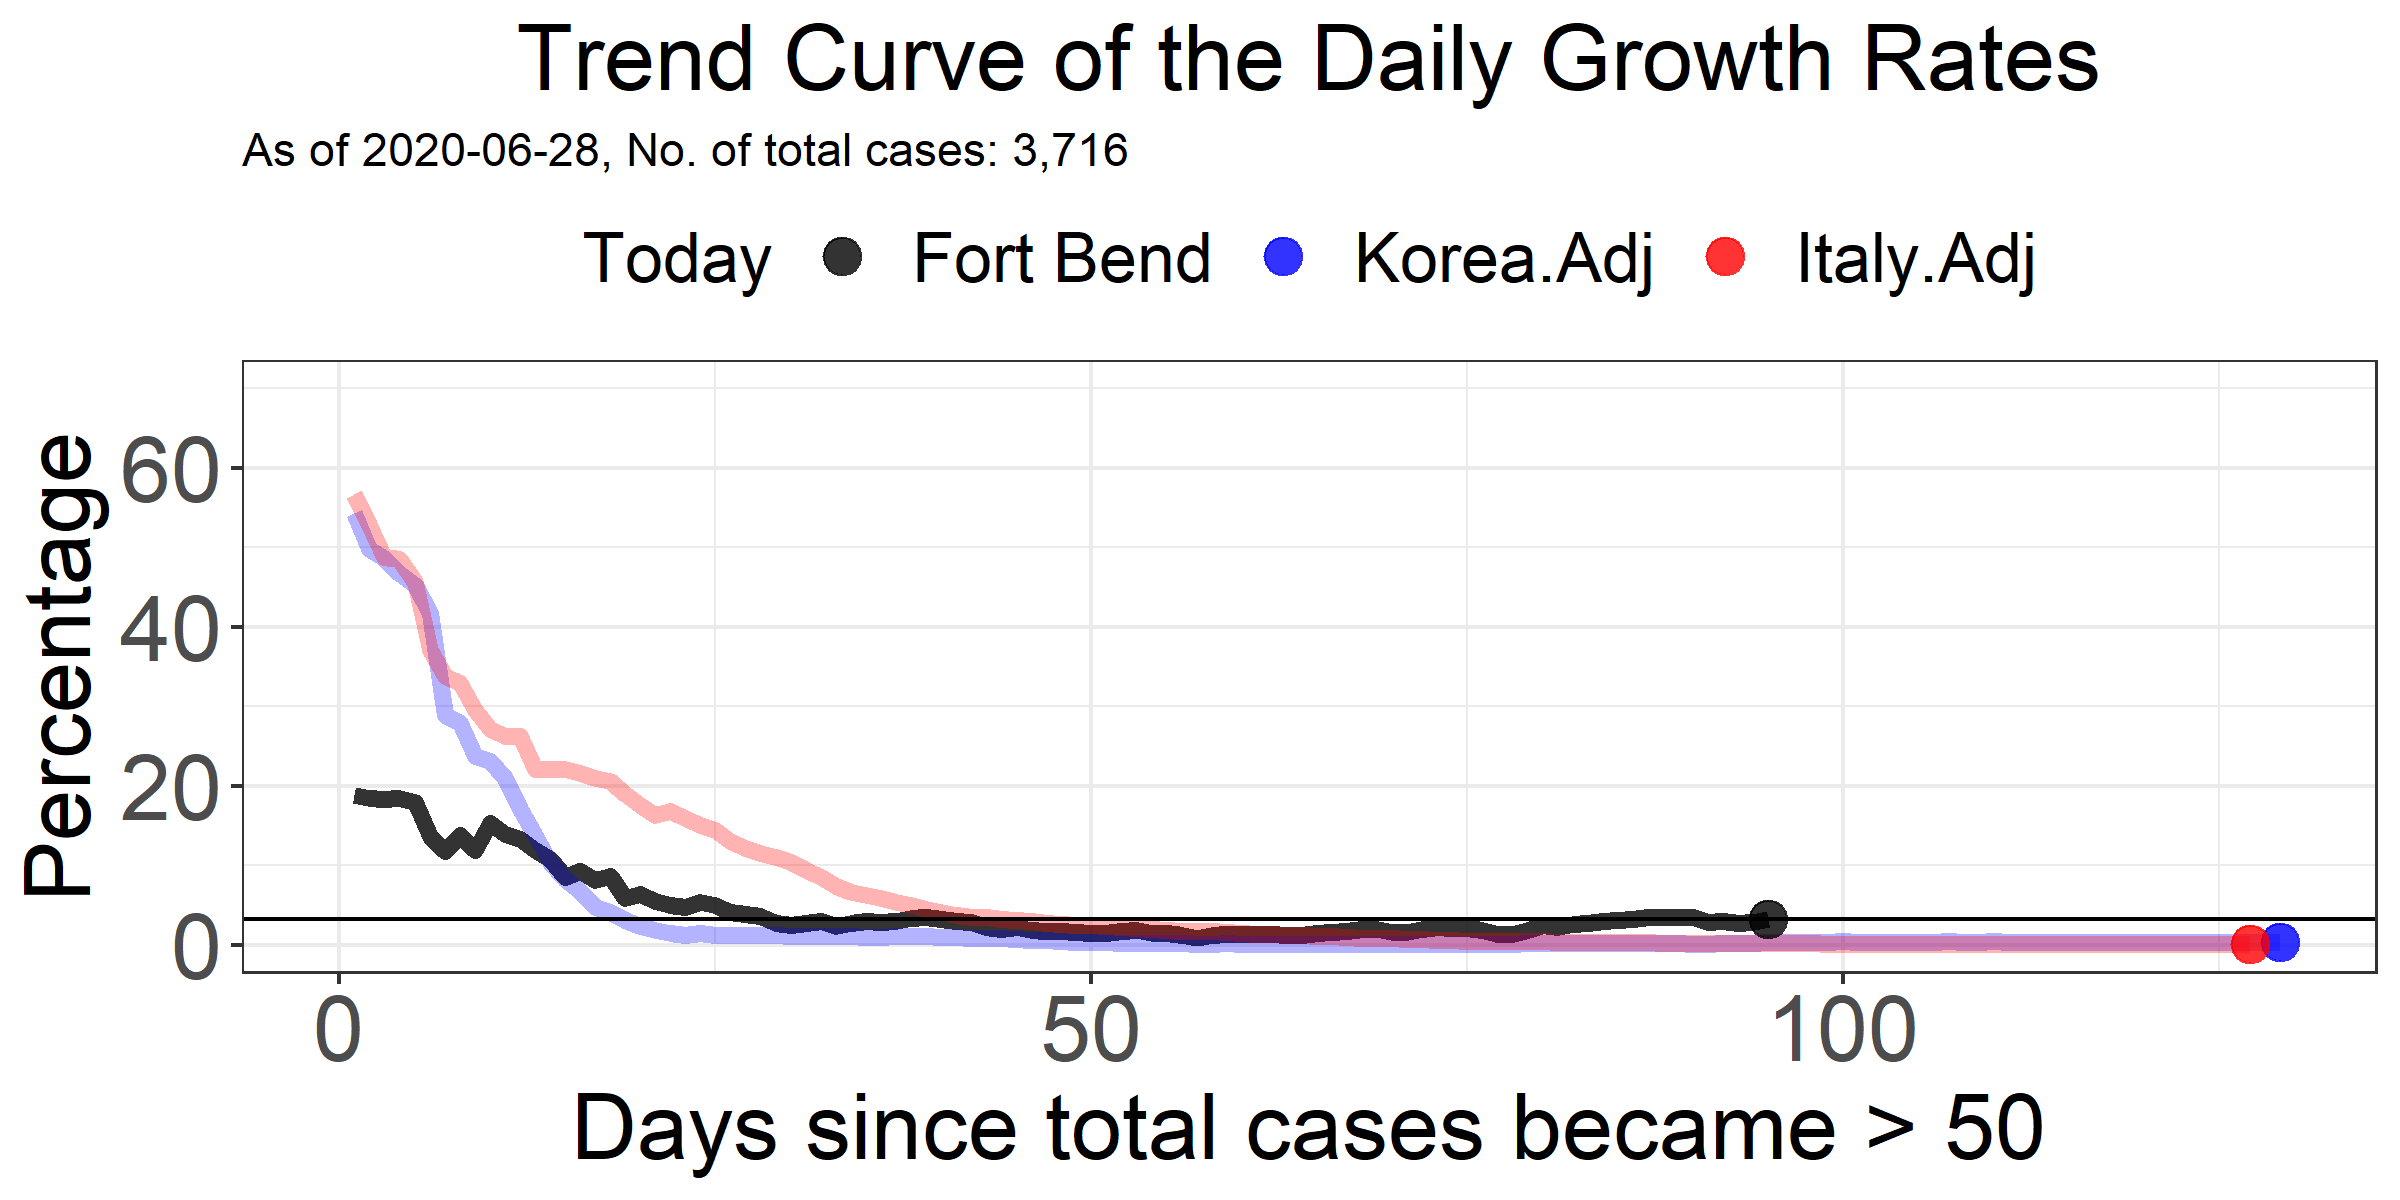 Trend Curve of the Daily Growth Rates
As of 2020-06-28, No. of total cases: 3,716
Today Fort Bend Korea.Adj Italy.Adj
Percentage
60
40
20
0
0 50 100
Days since total cases became > 50